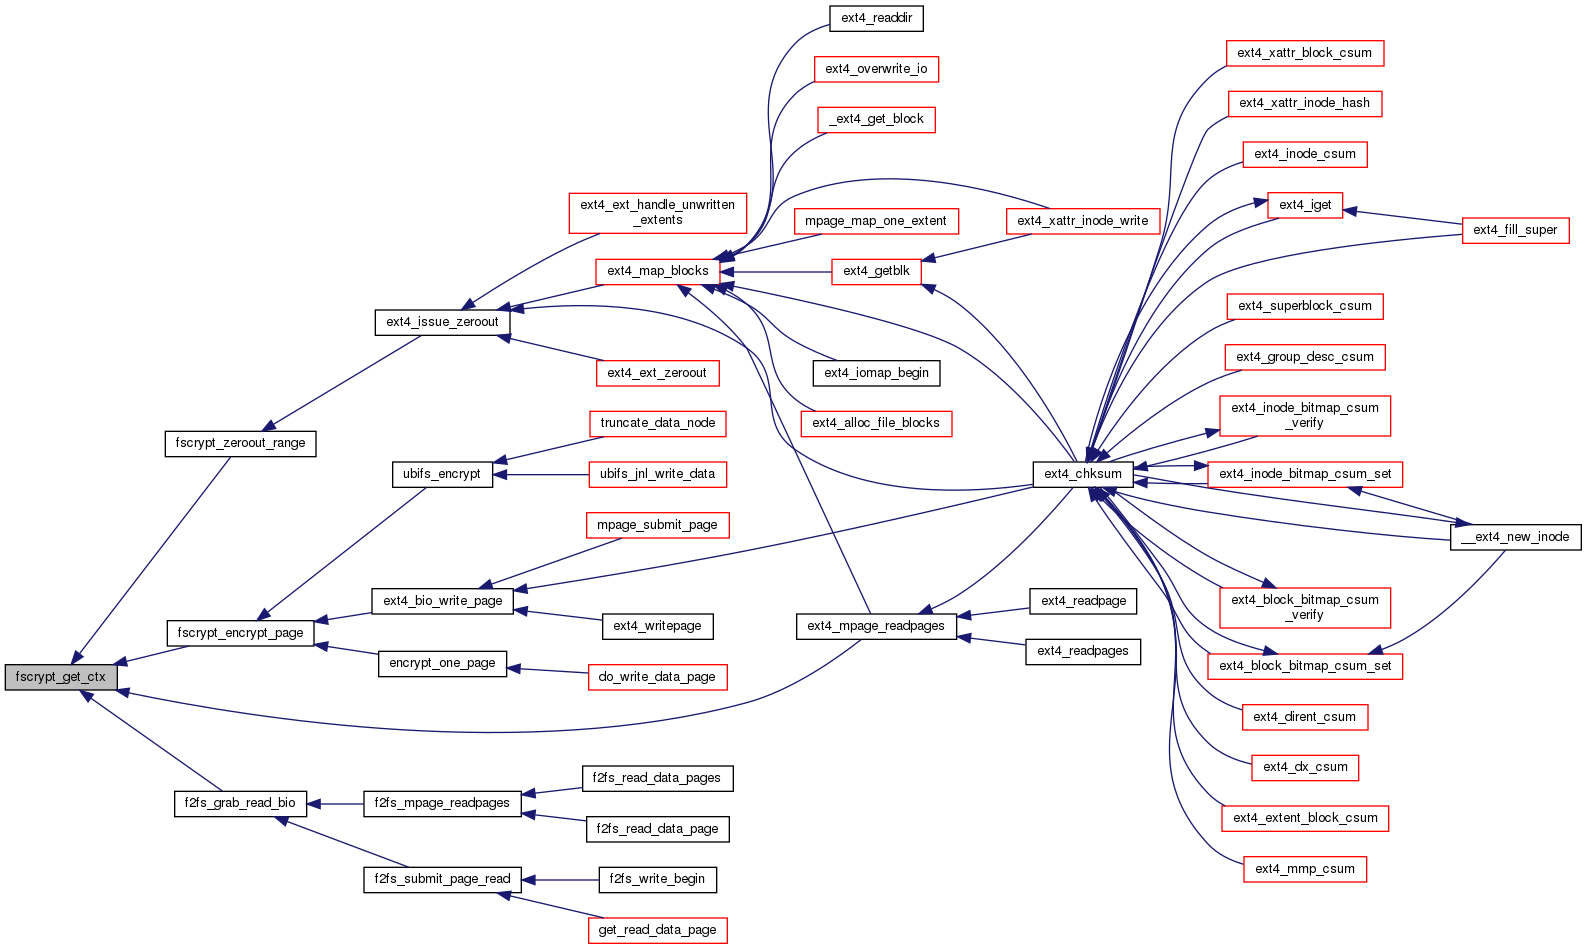 ext4_readdir
ext4_overwrite_io
_ext4_get_block
ext4_ext_handle_unwritten
_extents
mpage_map_one_extent
ext4_xattr_inode_write
ext4_map_blocks
ext4_getblk
ext4_issue_zeroout
ext4_ext_zeroout
ext4_iomap_begin
ext4_alloc_file_blocks
fscrypt_zeroout_range
truncate_data_node
ubifs_encrypt
ubifs_jnl_write_data
mpage_submit_page
ext4_bio_write_page
ext4_writepage
fscrypt_encrypt_page
encrypt_one_page
do_write_data_page
fscrypt_get_ctx
ext4_mpage_readpages
ext4_readpage
ext4_readpages
f2fs_read_data_pages
f2fs_grab_read_bio
f2fs_mpage_readpages
f2fs_read_data_page
f2fs_submit_page_read
f2fs_write_begin
get_read_data_page
ext4_xattr_block_csum
ext4_xattr_inode_hash
ext4_inode_csum
ext4_iget
ext4_fill_super
ext4_superblock_csum
ext4_group_desc_csum
ext4_inode_bitmap_csum
_verify
ext4_chksum
ext4_inode_bitmap_csum_set
__ext4_new_inode
ext4_block_bitmap_csum
_verify
ext4_block_bitmap_csum_set
ext4_dirent_csum
ext4_dx_csum
ext4_extent_block_csum
ext4_mmp_csum